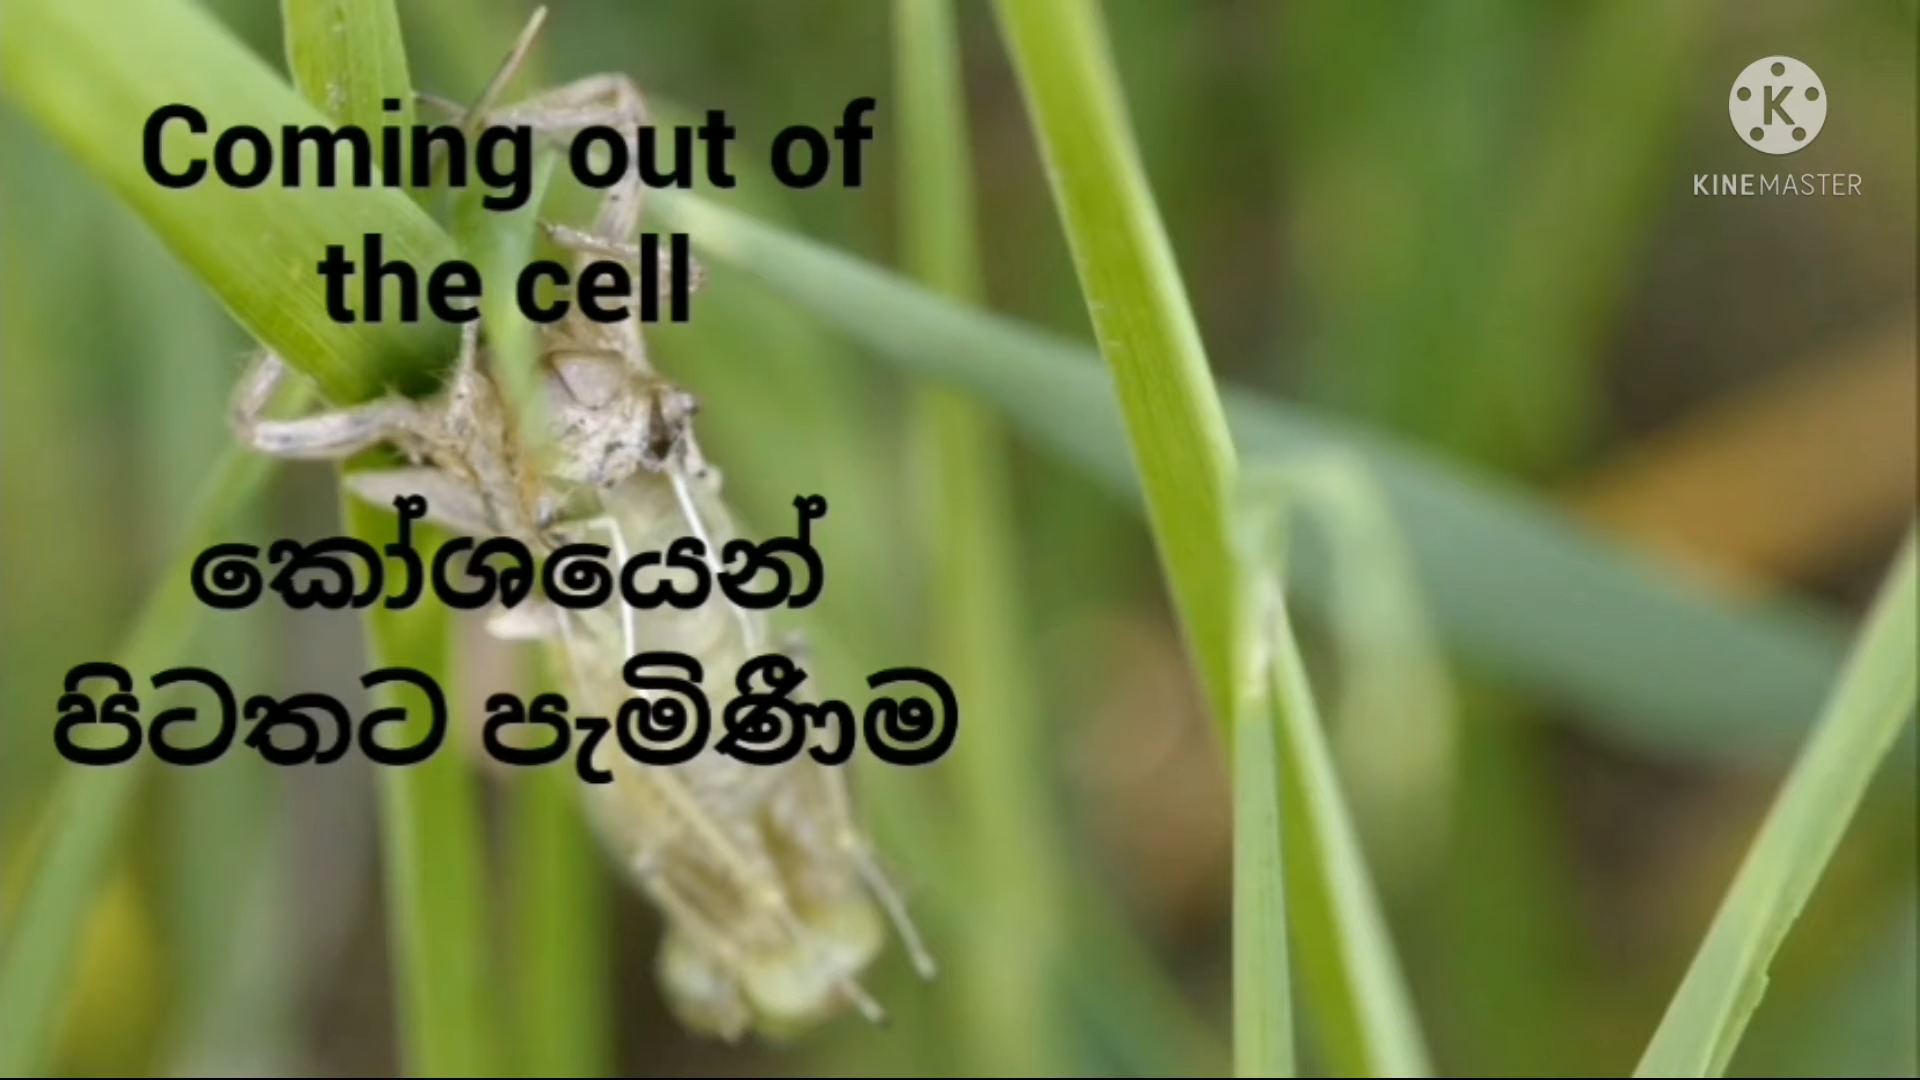 Coming out of
the cell
කෝශයෙන්
පිටතට පැමිණීම
K
KINEMASTER